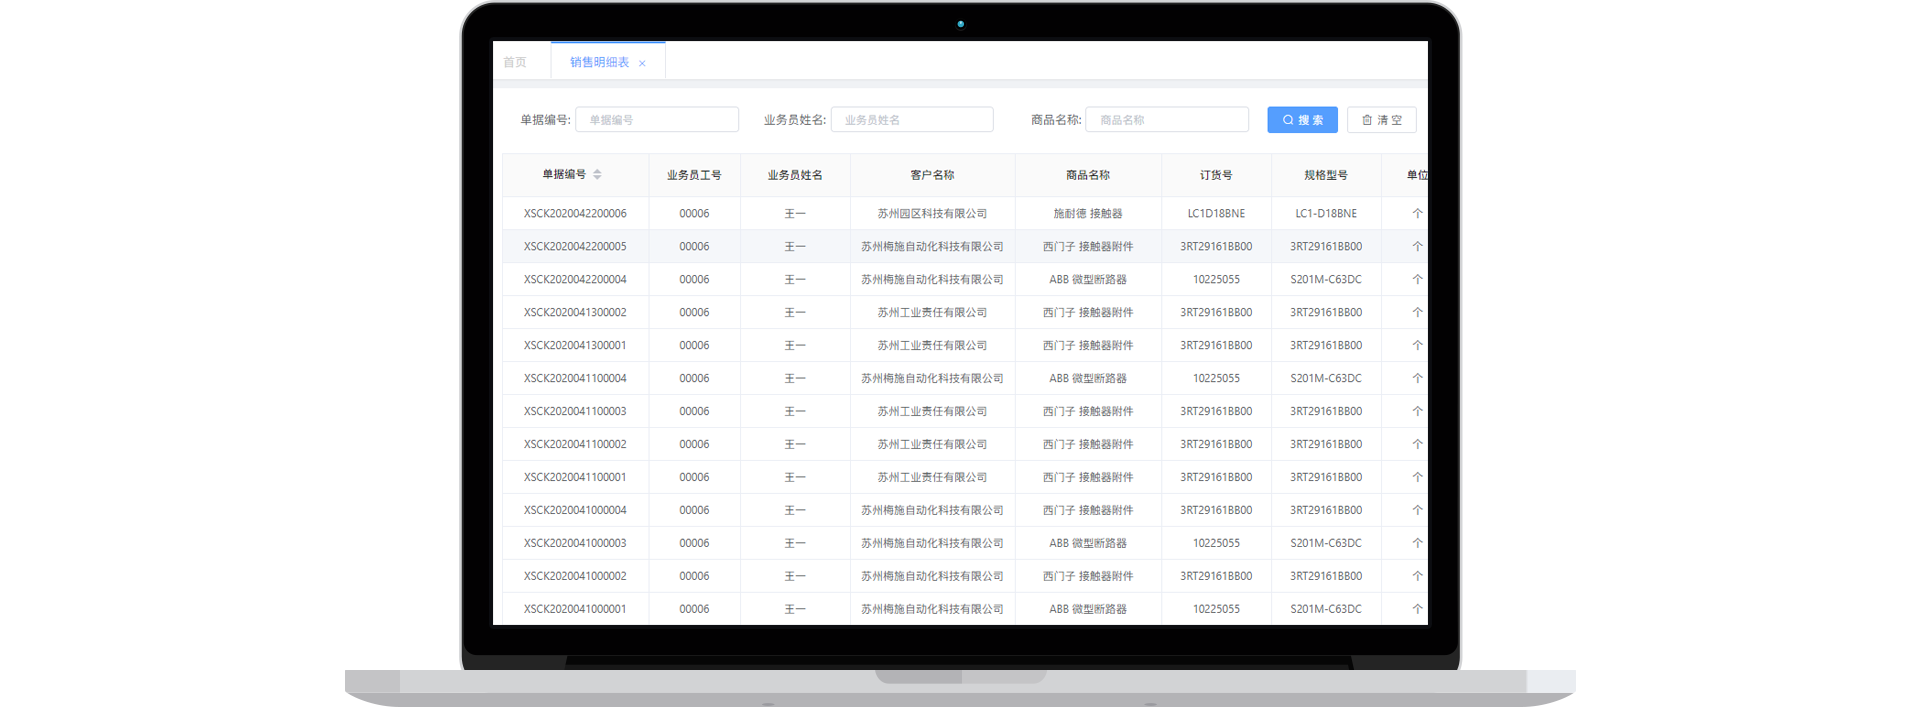 首页 销售明细表 ×
单据编号: 单据编号 业务员姓名: 业务员姓名 商品名称: 商品名称 搜 索 清 空
单据编号 业务员工号 业务员姓名 客户名称 商品名称 订货号 规格型号 单位
XSCK2020042200006 00006 王一 苏州园区科技有限公司 施耐德 接触器 LC1D18BNE LC1-D18BNE 个
XSCK2020042200005 00006 王一 苏州梅施自动化科技有限公司 西门子 接触器附件 3RT29161BB00 3RT29161BB00 个
XSCK2020042200004 00006 王一 苏州梅施自动化科技有限公司 ABB 微型断路器 10225055 S201M-C63DC 个
XSCK2020041300002 00006 王一 苏州工业责任有限公司 西门子 接触器附件 3RT29161BB00 3RT29161BB00 个
XSCK2020041300001 00006 王一 苏州工业责任有限公司 西门子 接触器附件 3RT29161BB00 3RT29161BB00 个
XSCK2020041100004 00006 王一 苏州梅施自动化科技有限公司 ABB 微型断路器 10225055 S201M-C63DC 个
XSCK2020041100003 00006 王一 苏州工业责任有限公司 西门子 接触器附件 3RT29161BB00 3RT29161BB00 个
XSCK2020041100002 00006 王一 苏州工业责任有限公司 西门子 接触器附件 3RT29161BB00 3RT29161BB00 个
XSCK2020041100001 00006 王一 苏州工业责任有限公司 西门子 接触器附件 3RT29161BB00 3RT29161BB00 个
XSCK2020041000004 00006 王一 苏州梅施自动化科技有限公司 西门子 接触器附件 3RT29161BB00 3RT29161BB00 个
XSCK2020041000003 00006 王一 苏州梅施自动化科技有限公司 ABB 微型断路器 10225055 S201M-C63DC 个
XSCK2020041000002 00006 王一 苏州梅施自动化科技有限公司 西门子 接触器附件 3RT29161BB00 3RT29161BB00 个
XSCK2020041000001 00006 王一 苏州梅施自动化科技有限公司 ABB 微型断路器 10225055 S201M-C63DC 个